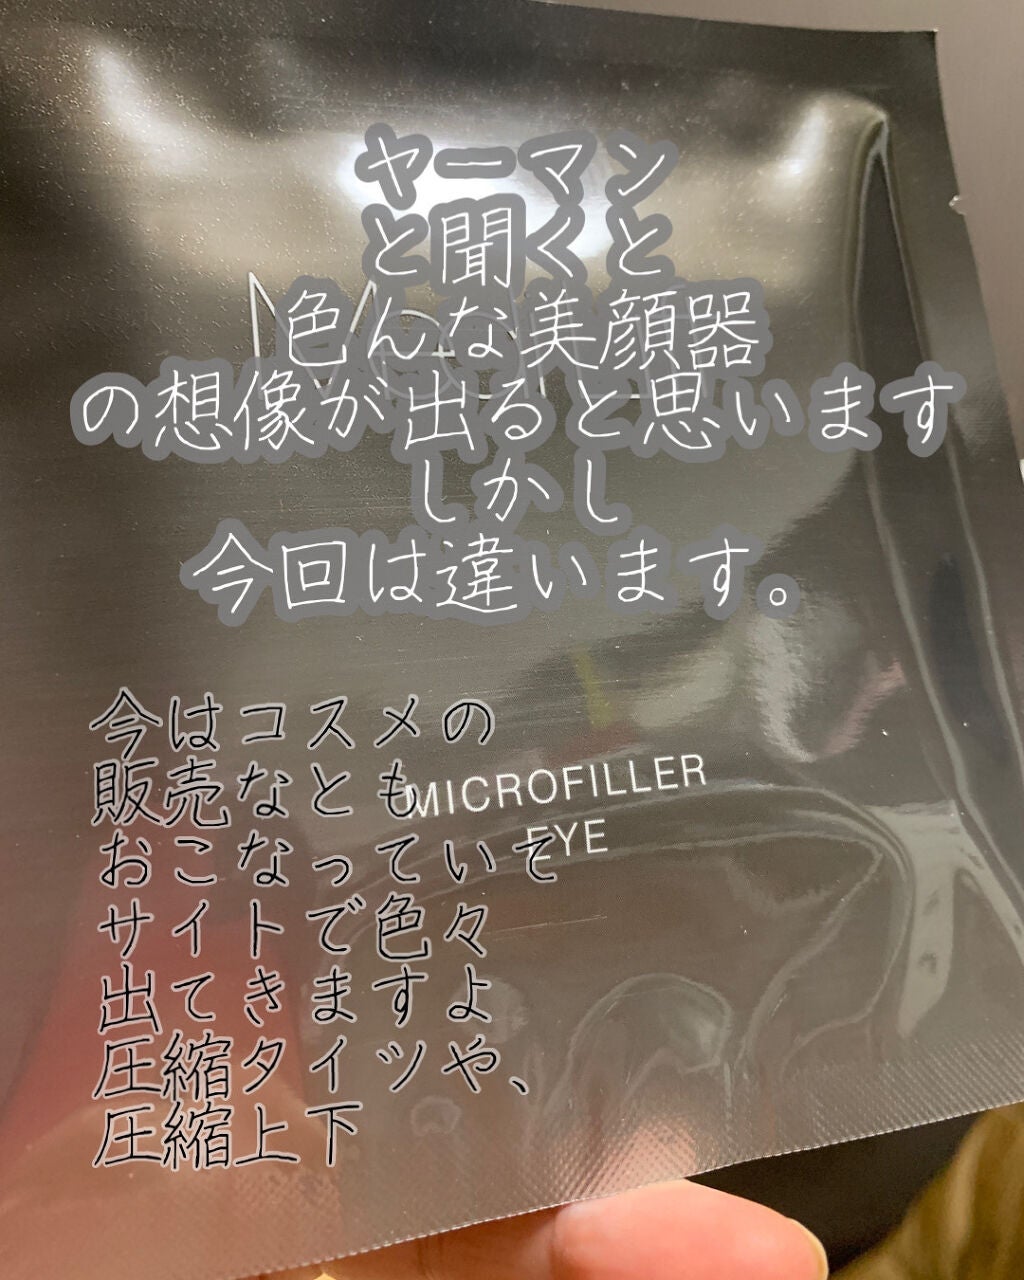 ヤーマン
と聞くと
色んな美顔器
の想像が出ると思います
しかし
今回は違います。
今はコスメの
販売なども
おこなっていて
サイトで色々
出てきますよ
圧縮タイツや、
圧縮上下
MICROFILLER
EYE